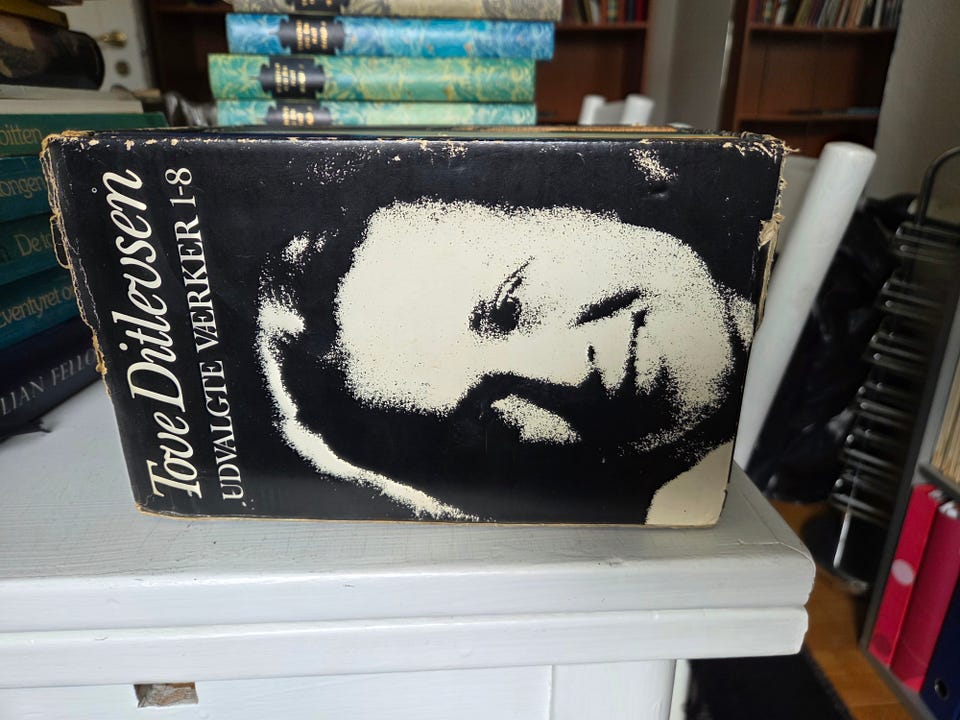 Tove Ditlevsen
UDVALGTE VÆRKER 1-8